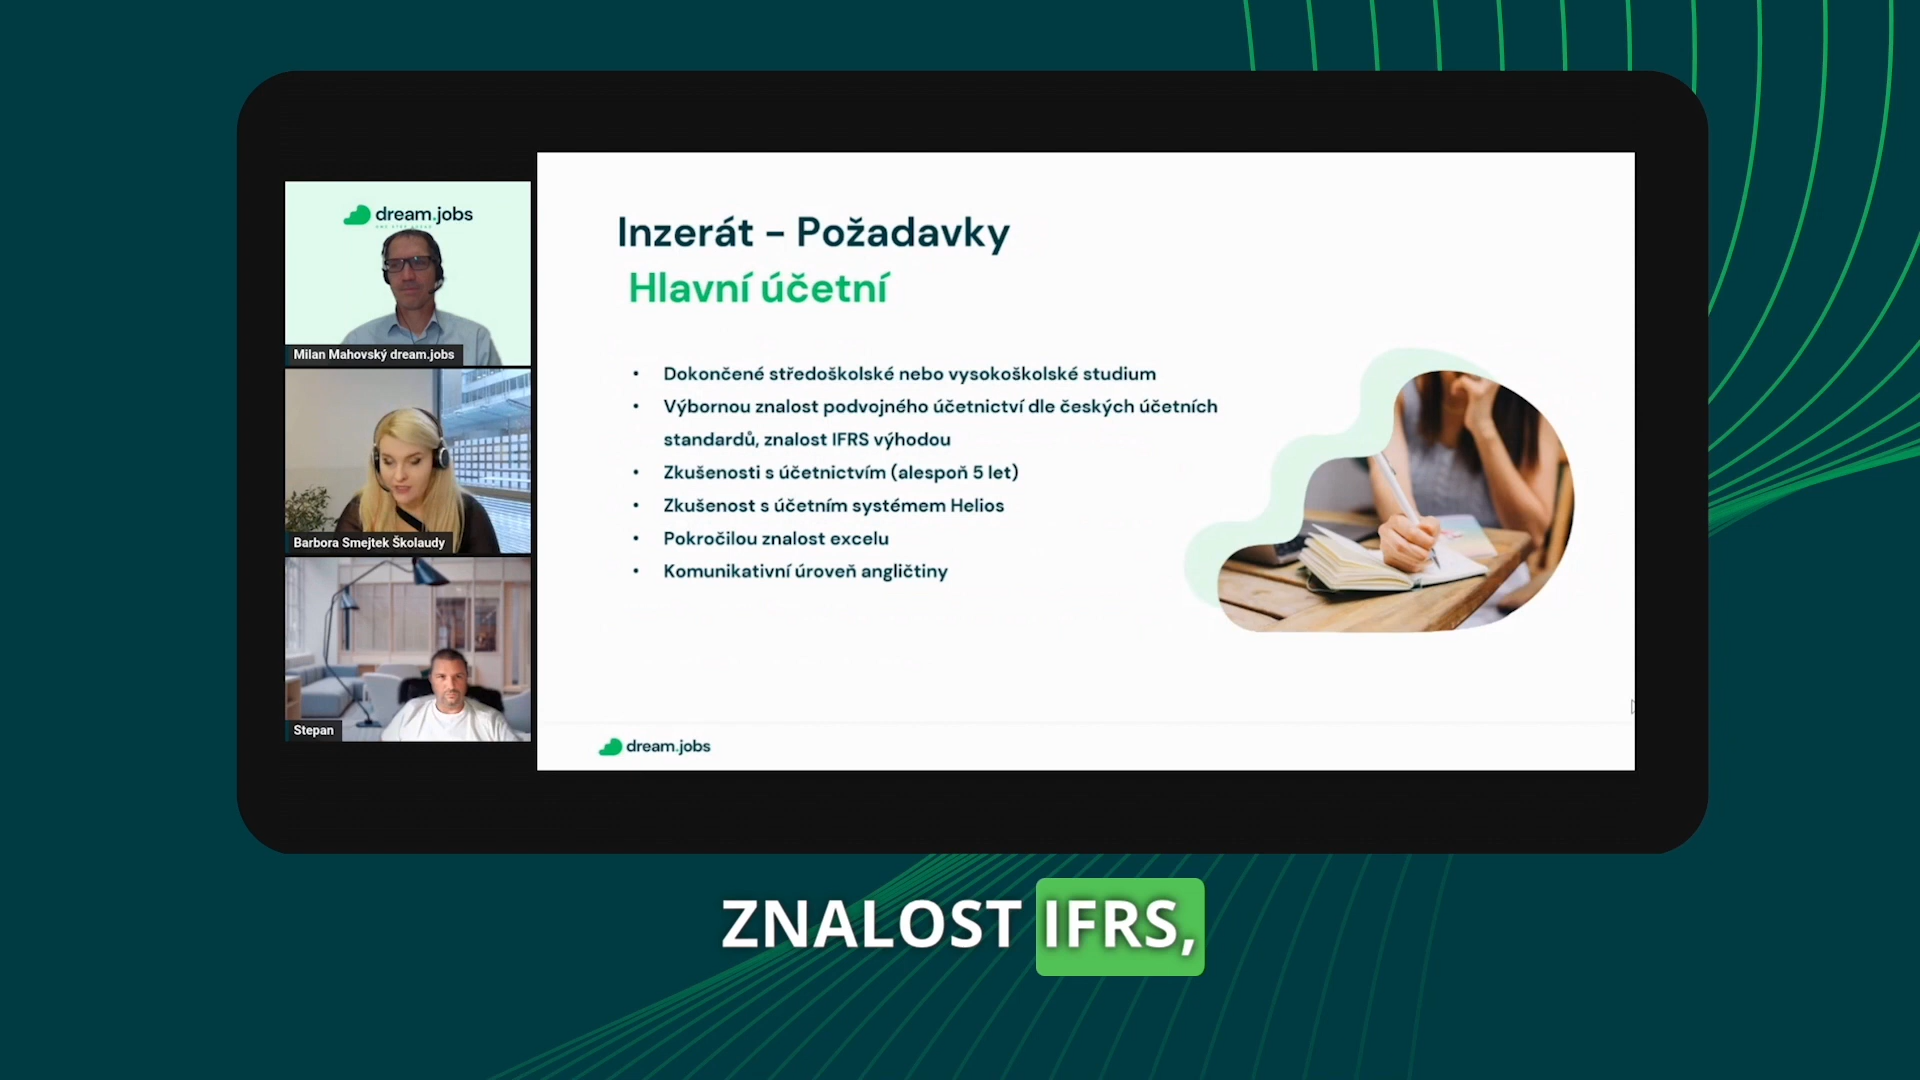 dream.jobs
Milan Mahovský dream.jobs
Barbora Smejtek Školaudy
Stepan
Inzerát – Požadavky
Hlavní účetní
• Dokončené středoškolské nebo vysokoškolské studium
• Výbornou znalost podvojného účetnictví dle českých účetních
standardů, znalost IFRS výhodou
• Zkušenosti s účetnictvím (alespoň 5 let)
• Zkušenost s účetním systémem Helios
• Pokročilou znalost excelu
• Komunikativní úroveň angličtiny
dream.jobs
ZNALOST IFRS,